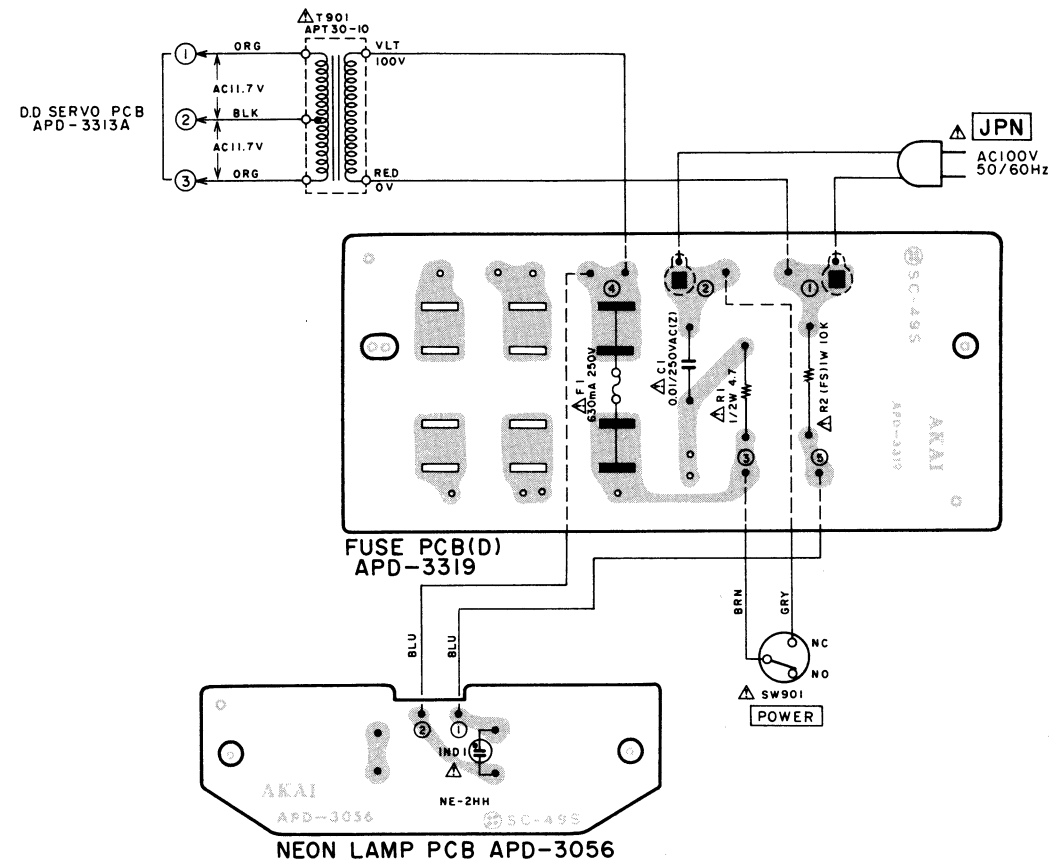 ⚠ T901
APT30-10
① ORG
VLT
100V
AC11.7V
D.D SERVO PCB
APD-3313A
② BLK
AC11.7V
③ ORG
RED
0V
⚠ JPN
AC100V
50/60Hz
④
②
①
SC-49S
⚠ F1
630mA 250V
⚠ C1
0.01/250VAC(Z)
⚠ R1
1/2W 4.7
⚠ R2 (FS)1W 10K
AKAI
APD-3319
③
⑤
FUSE PCB(D)
APD-3319
BLU
BLU
BRN
GRY
NC
NO
⚠ SW901
POWER
②
①
IND1
⚠
NE-2HH
AKAI
APD-3056
SC-49S
NEON LAMP PCB APD-3056